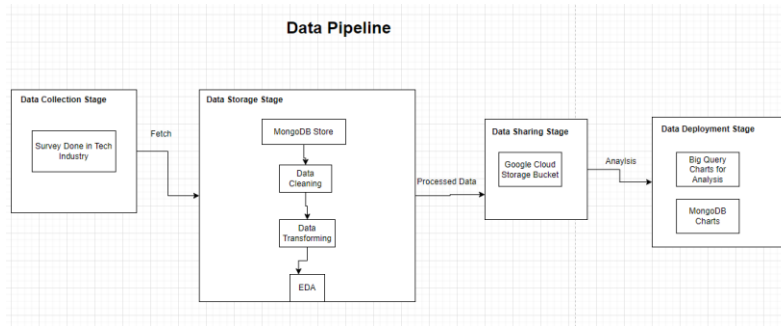 Data Pipeline
Data Collection Stage
Survey Done in Tech
Industry
Fetch
Data Storage Stage
MongoDB Store
Data
Cleaning
Data
Transforming
EDA
Processed Data
Data Sharing Stage
Google Cloud
Storage Bucket
Anaylsis
Data Deployment Stage
Big Query
Charts for
Analysis
MongoDB
Charts